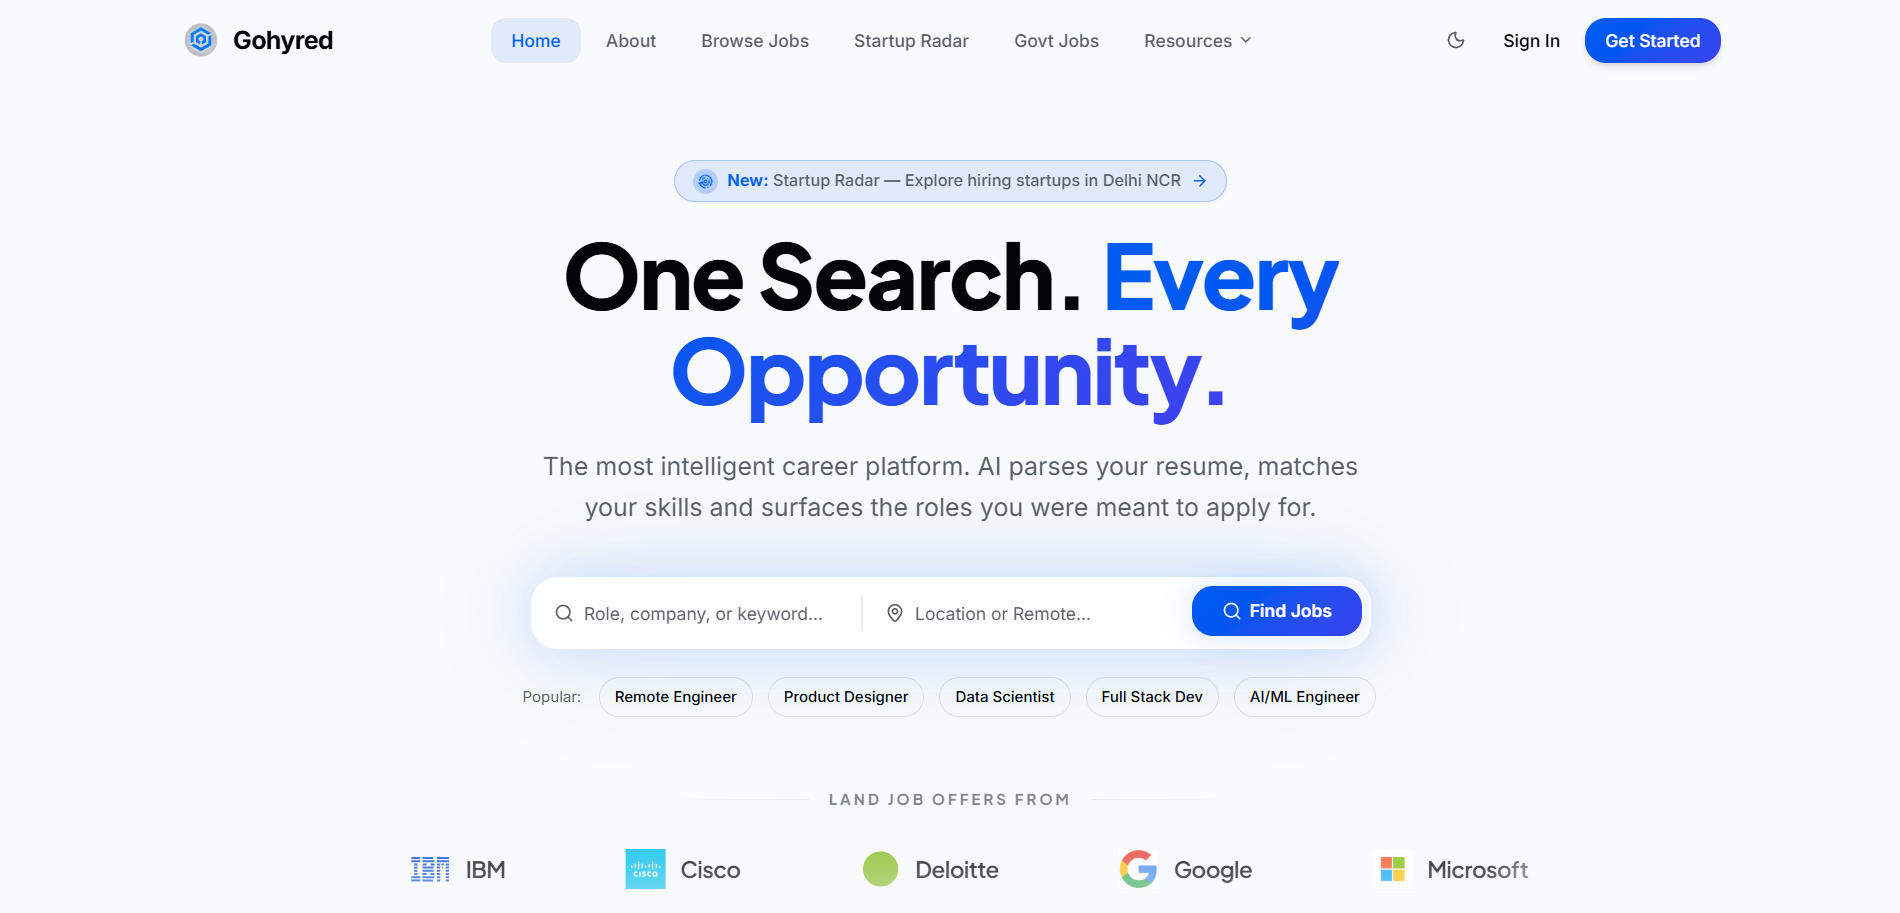 Gohyred
Home
About
Browse Jobs
Startup Radar
Govt Jobs
Resources
Sign In
Get Started
New: Startup Radar — Explore hiring startups in Delhi NCR
One Search. Every
Opportunity.
The most intelligent career platform. AI parses your resume, matches
your skills and surfaces the roles you were meant to apply for.
Role, company, or keyword...
Location or Remote...
Find Jobs
Popular:
Remote Engineer
Product Designer
Data Scientist
Full Stack Dev
AI/ML Engineer
LAND JOB OFFERS FROM
IBM
IBM
CISCO
Cisco
Deloitte
Google
Microsoft